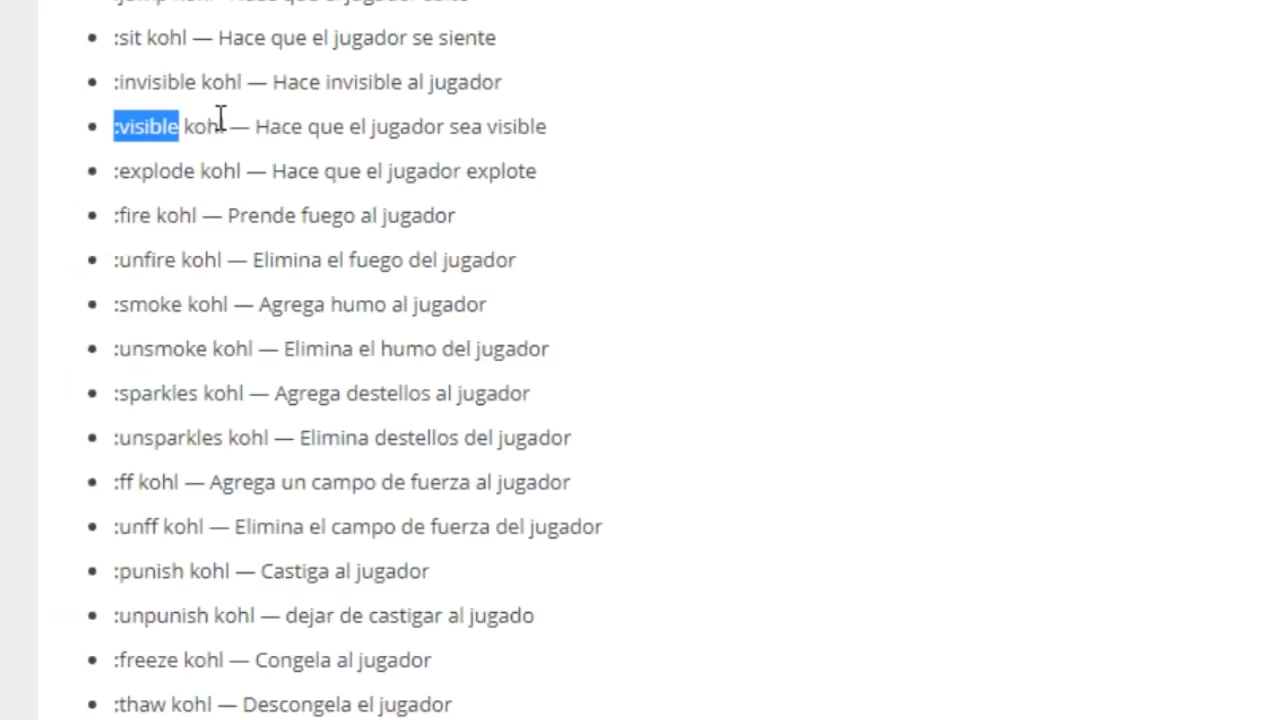 :sit kohl — Hace que el jugador se siente
:invisible kohl — Hace invisible al jugador
:visible kohl — Hace que el jugador sea visible
:explode kohl — Hace que el jugador explote
:fire kohl — Prende fuego al jugador
:unfire kohl — Elimina el fuego del jugador
:smoke kohl — Agrega humo al jugador
:unsmoke kohl — Elimina el humo del jugador
:sparkles kohl — Agrega destellos al jugador
:unsparkles kohl — Elimina destellos del jugador
:ff kohl — Agrega un campo de fuerza al jugador
:unff kohl — Elimina el campo de fuerza del jugador
:punish kohl — Castiga al jugador
:unpunish kohl — dejar de castigar al jugado
:freeze kohl — Congela al jugador
:thaw kohl — Descongela el jugador